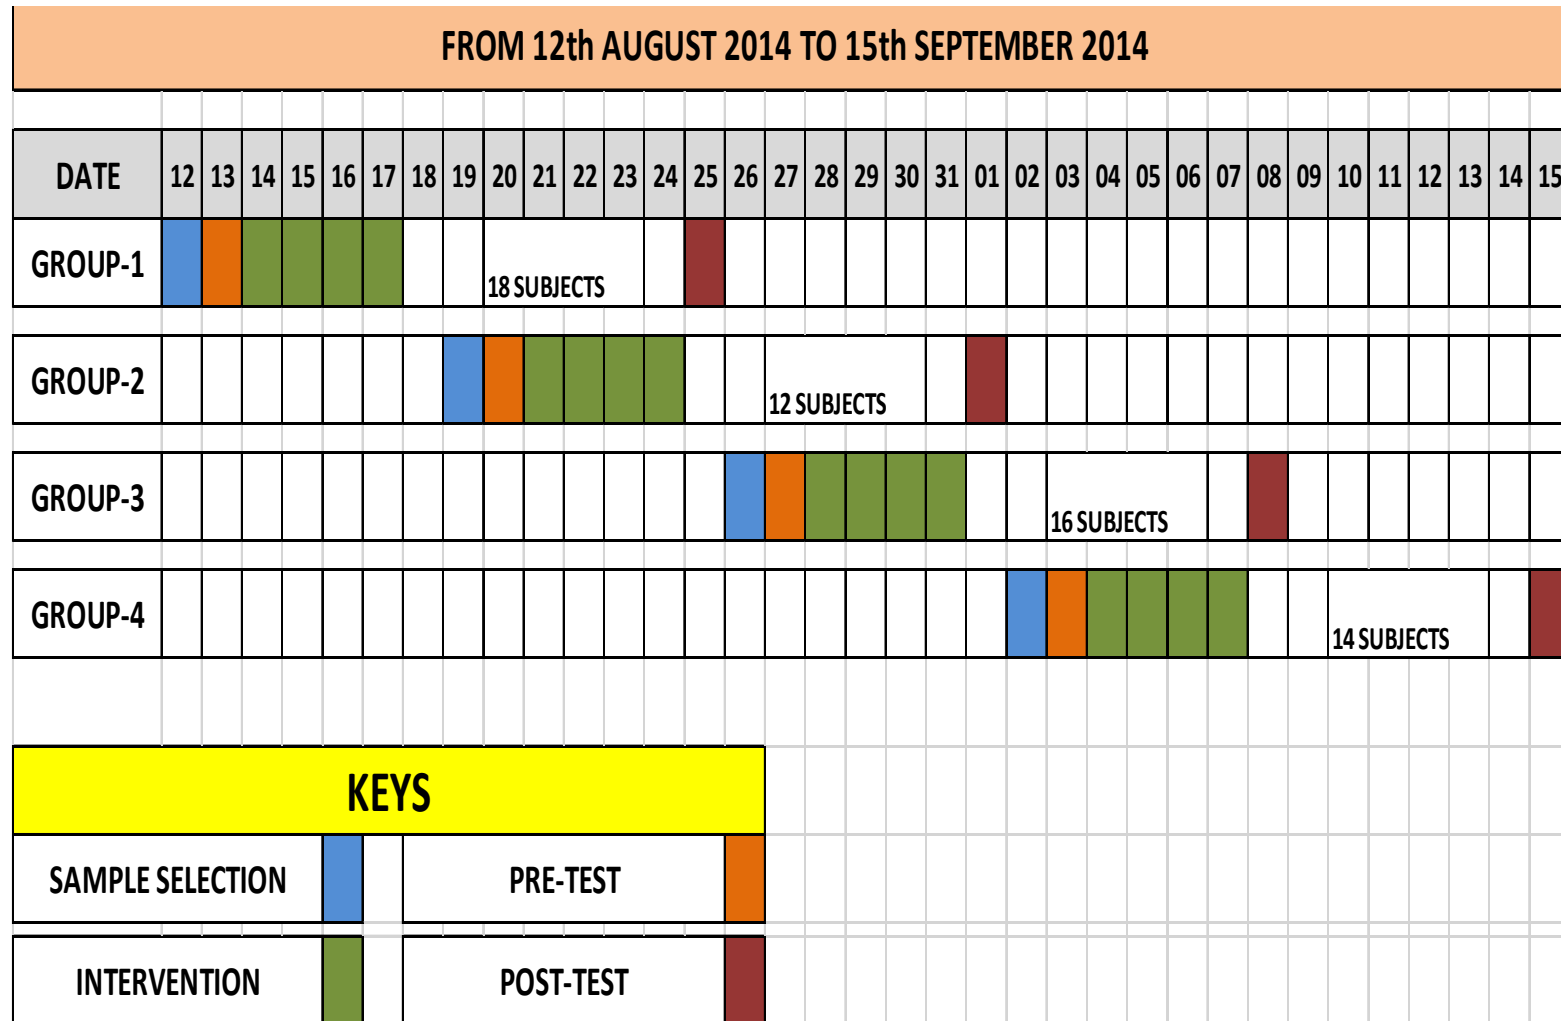 FROM 12th AUGUST 2014 TO 15th SEPTEMBER 2014
DATE 12 13 14 15 16 17 18 19 20 21 22 23 24 25 26 27 28 29 30 31 01 02 03 04 05 06 07 08 09 10 11 12 13 14 15
GROUP-1 18 SUBJECTS
GROUP-2 12 SUBJECTS
GROUP-3 16 SUBJECTS
GROUP-4 14 SUBJECTS
KEYS
SAMPLE SELECTION PRE-TEST
INTERVENTION POST-TEST